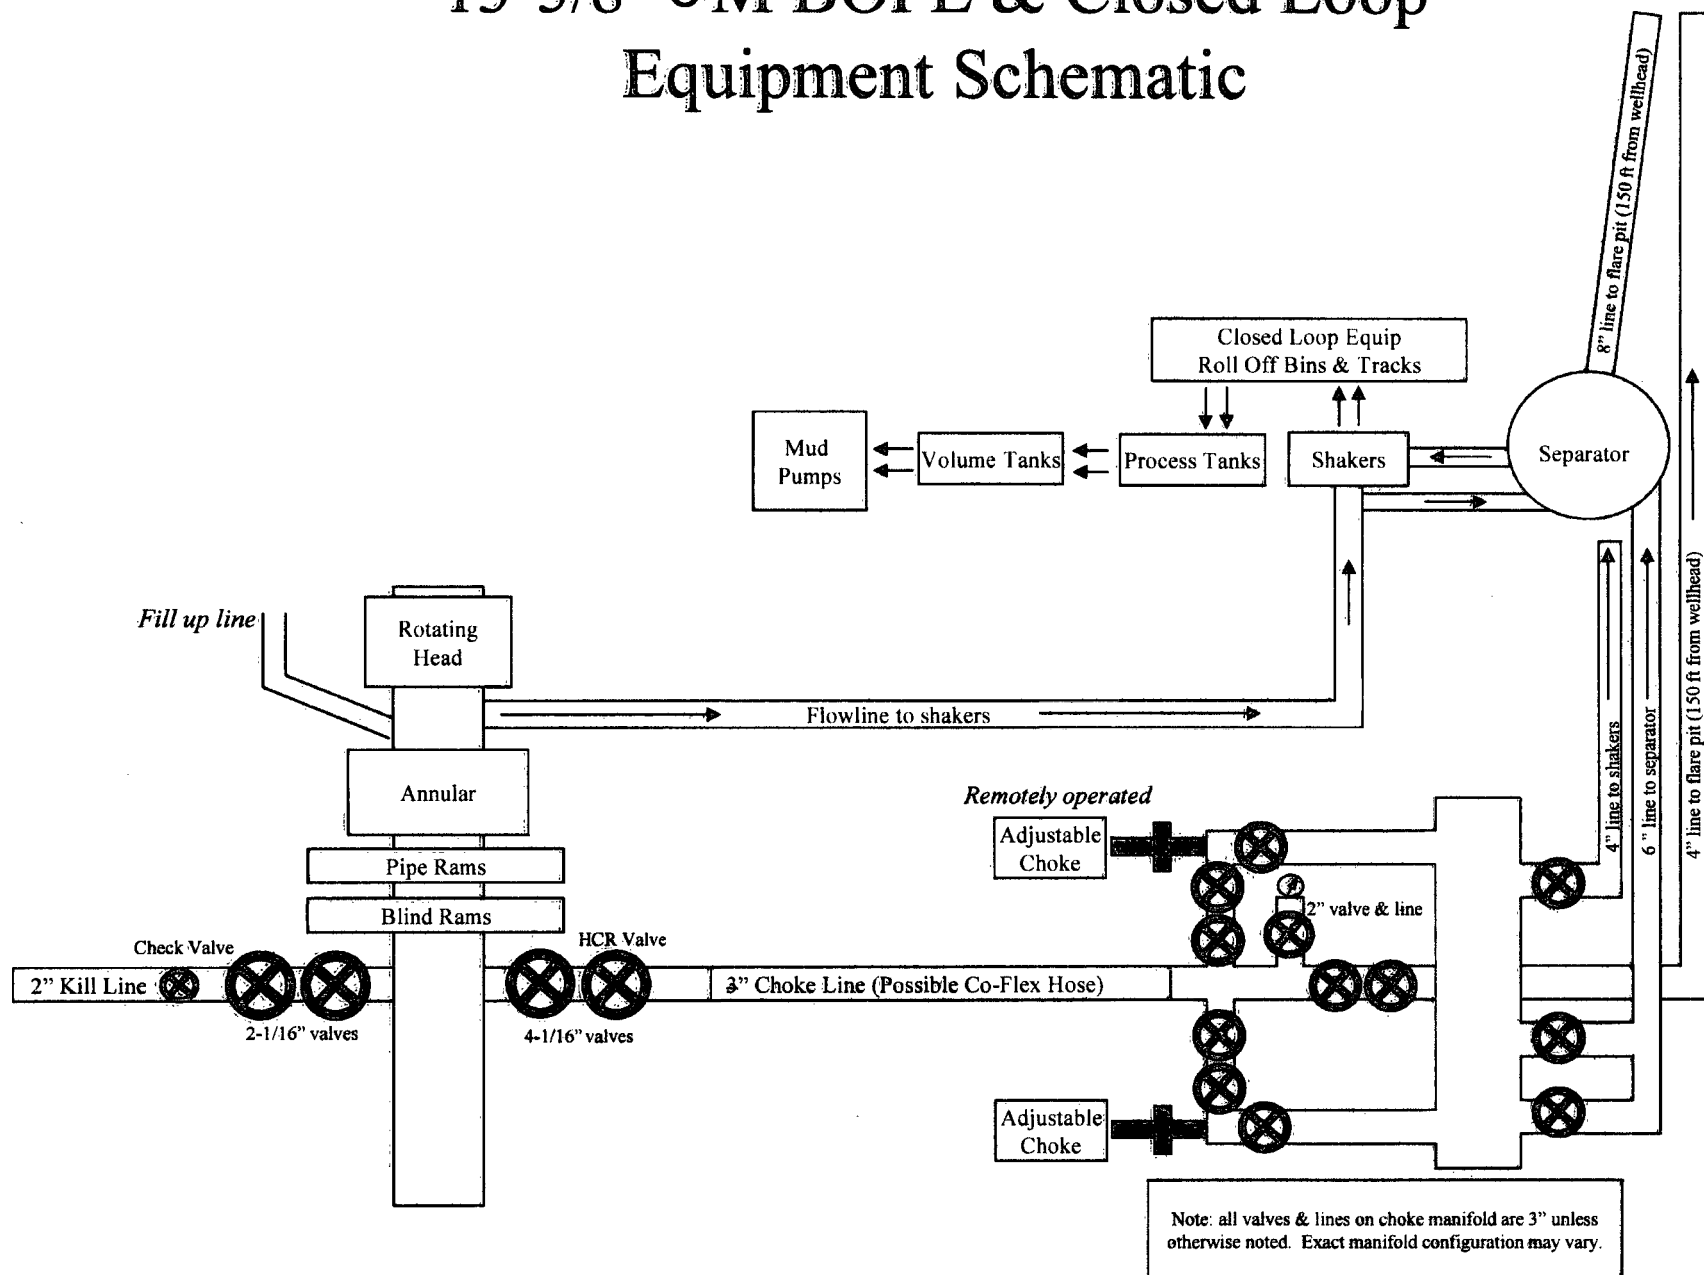 BOPE & Closed Loop
Equipment Schematic
8” line to flare pit (150 ft from wellhead)
Closed Loop Equip
Roll Off Bins & Tracks
Mud
Pumps
Volume Tanks
Process Tanks
Shakers
Separator
Fill up line
Rotating
Head
Flowline to shakers
Annular
Pipe Rams
Blind Rams
Remotely operated
Adjustable
Choke
4” line to shakers
6” line to separator
4” line to flare pit (150 ft from wellhead)
2” valve & line
Check Valve
HCR Valve
2” Kill Line
3” Choke Line (Possible Co-Flex Hose)
2-1/16” valves
4-1/16” valves
Adjustable
Choke
Note: all valves & lines on choke manifold are 3” unless
otherwise noted. Exact manifold configuration may vary.